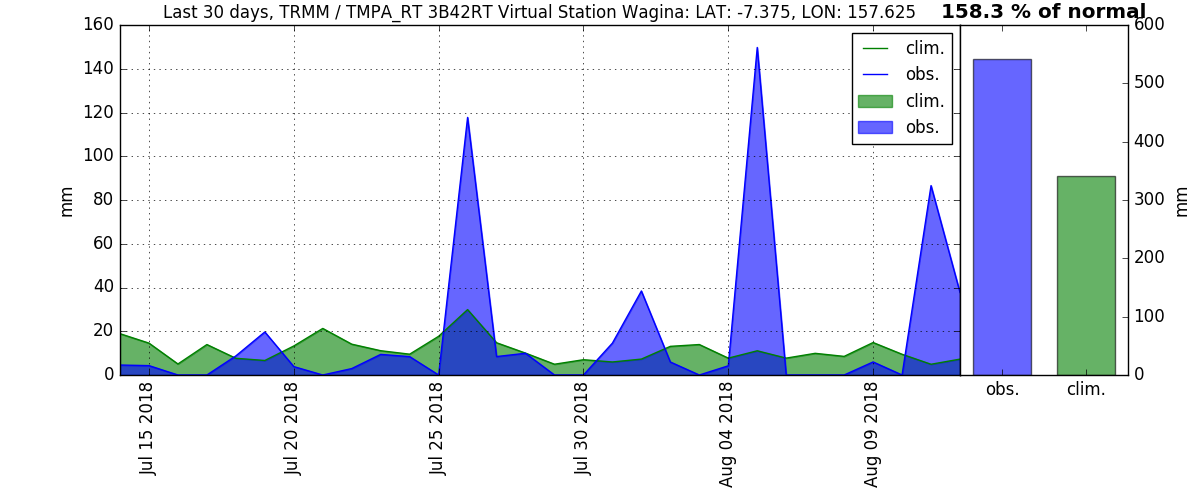 Last 30 days, TRMM / TMPA_RT 3B42RT Virtual Station Wagina: LAT: -7.375, LON: 157.625
158.3 % of normal
160
140
120
100
80
60
40
20
0
mm
clim.
obs.
clim.
obs.
Jul 15 2018
Jul 20 2018
Jul 25 2018
Jul 30 2018
Aug 04 2018
Aug 09 2018
600
500
400
300
200
100
0
mm
obs.
clim.